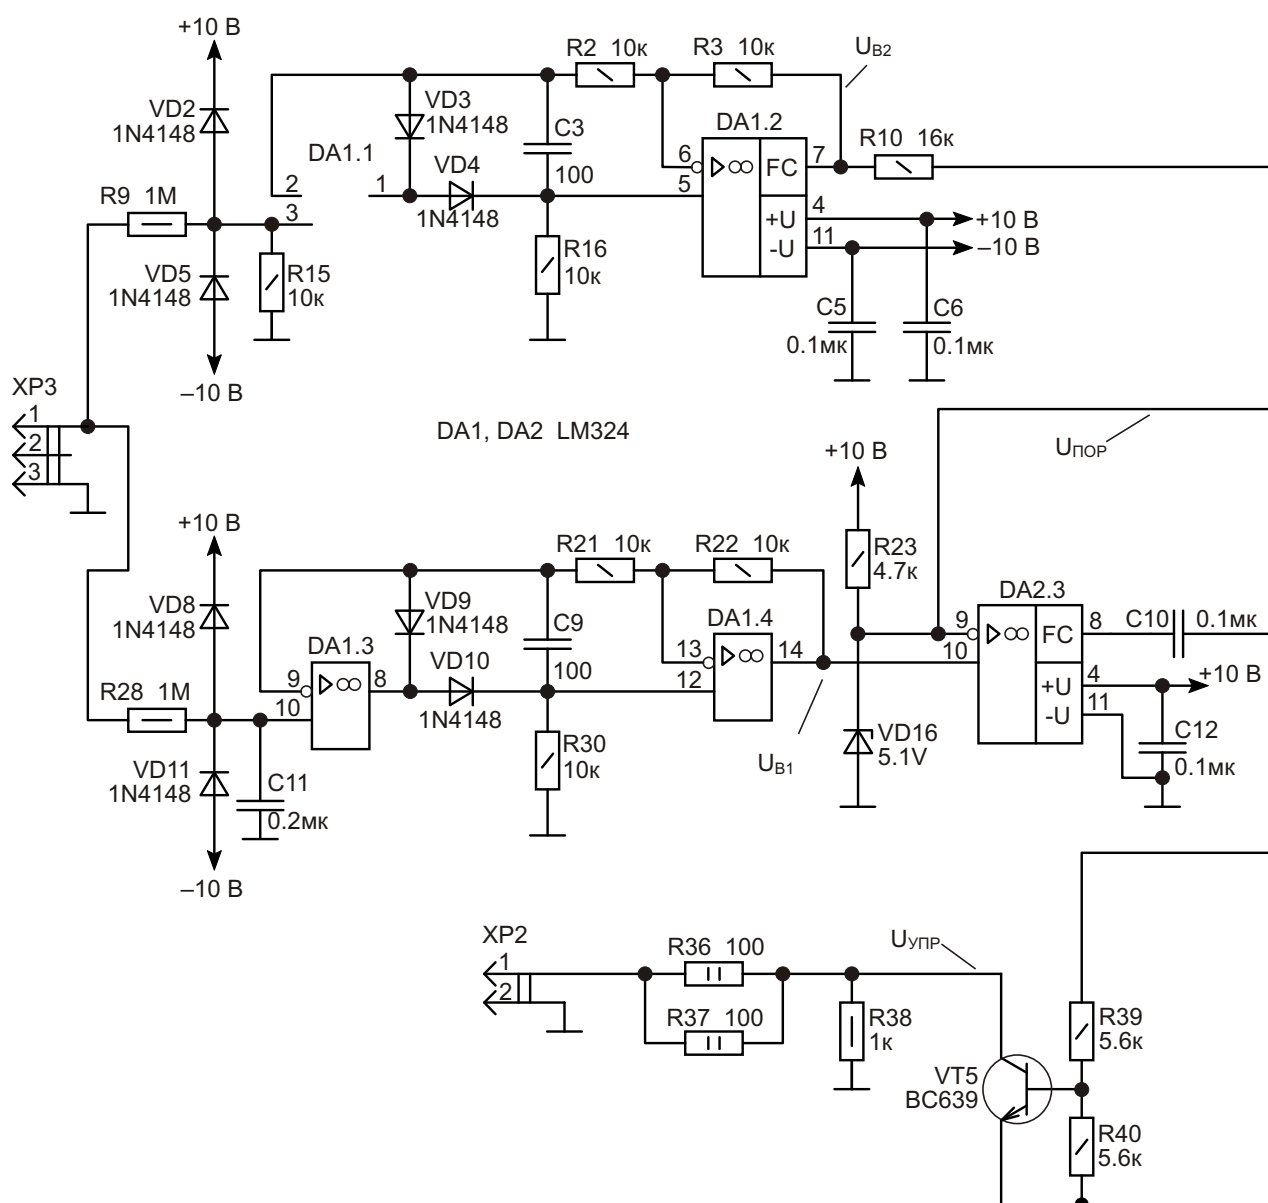 +10 В
VD2
1N4148
R9 1М
2
3
VD5
1N4148
R15
10к
–10 В
DA1.1
1
VD3
1N4148
VD4
1N4148
C3
100
R2 10к
R3 10к
R16
10к
UВ2
DA1.2
6
5
▷∞
FC
7
+U
4
-U
11
R10 16к
+10 В
–10 В
C5
0.1мк
C6
0.1мк
XP3
1
2
3
DA1, DA2 LM324
UПОР
+10 В
R23
4.7к
+10 В
VD8
1N4148
R28 1М
VD11
1N4148
C11
0.2мк
–10 В
DA1.3
9
10
▷∞
8
VD9
1N4148
VD10
1N4148
C9
100
R21 10к
R22 10к
R30
10к
DA1.4
13
12
▷∞
14
UВ1
VD16
5.1V
DA2.3
9
10
▷∞
FC
8
+U
4
-U
11
C10 0.1мк
+10 В
C12
0.1мк
XP2
1
2
R36 100
R37 100
R38
1к
UУПР
VT5
BC639
R39
5.6к
R40
5.6к